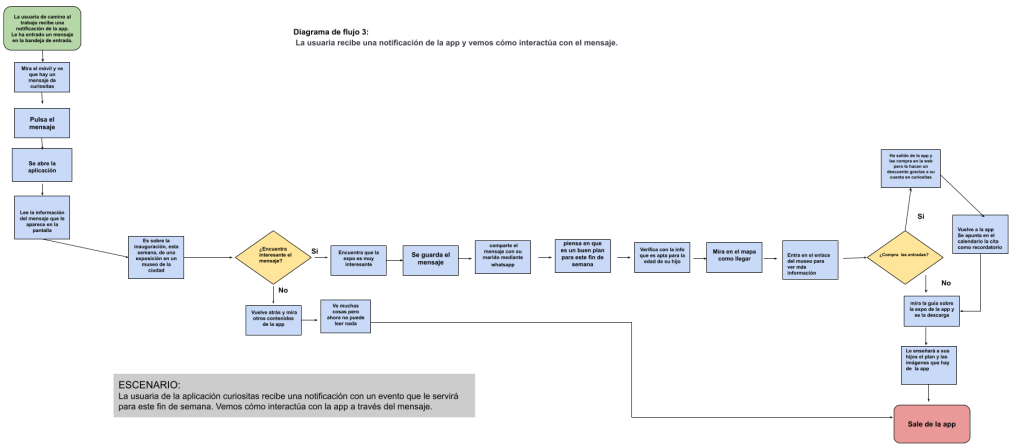 La usuaria de camino al
trabajo recibe una
notificación de la app.
Le ha entrado un mensaje
en la bandeja de entrada.
Diagrama de flujo 3:
La usuaria recibe una notificación de la app y vemos cómo interactúa con el mensaje.
Mira el móvil y ve
que hay un
mensaje de
curiositas
Pulsa el
mensaje
Se abre la
aplicación
Lee la información
del mensaje que le
aparece en la
pantalla
Es sobre la
inauguración, esta
semana, de una
exposición en un
museo de la
ciudad
¿Encuentra
interesante el
mensaje?
Si
Encuentra que la
expo es muy
interesante
Se guarda el
mensaje
comparte el
mensaje con su
marido mediante
whatsapp
piensa en que
es un buen plan
para este fin de
semana
Verifica con la info
que es apta para la
edad de su hijo
Mira en el mapa
como llegar
Entra en el enlace
del museo para
ver más
información
¿Compra las entradas?
Si
Ha salido de la app y
las compra en la web
pero le hacen un
descuento gracias a su
cuenta en curiositas
Vuelve a la app
Se apunta en el
calendario la cita
como recordatorio
No
mira la guía sobre
la expo de la app y
se la descarga
Le enseñará a sus
hijos el plan y las
imágenes que hay
de la app
Sale de la app
No
Vuelve atrás y mira
otros contenidos
de la app
Ve muchas
cosas pero
ahora no puede
leer nada
ESCENARIO:
La usuaria de la aplicación curiositas recibe una notificación con un evento que le servirá
para este fin de semana. Vemos cómo interactúa con la app a través del mensaje.